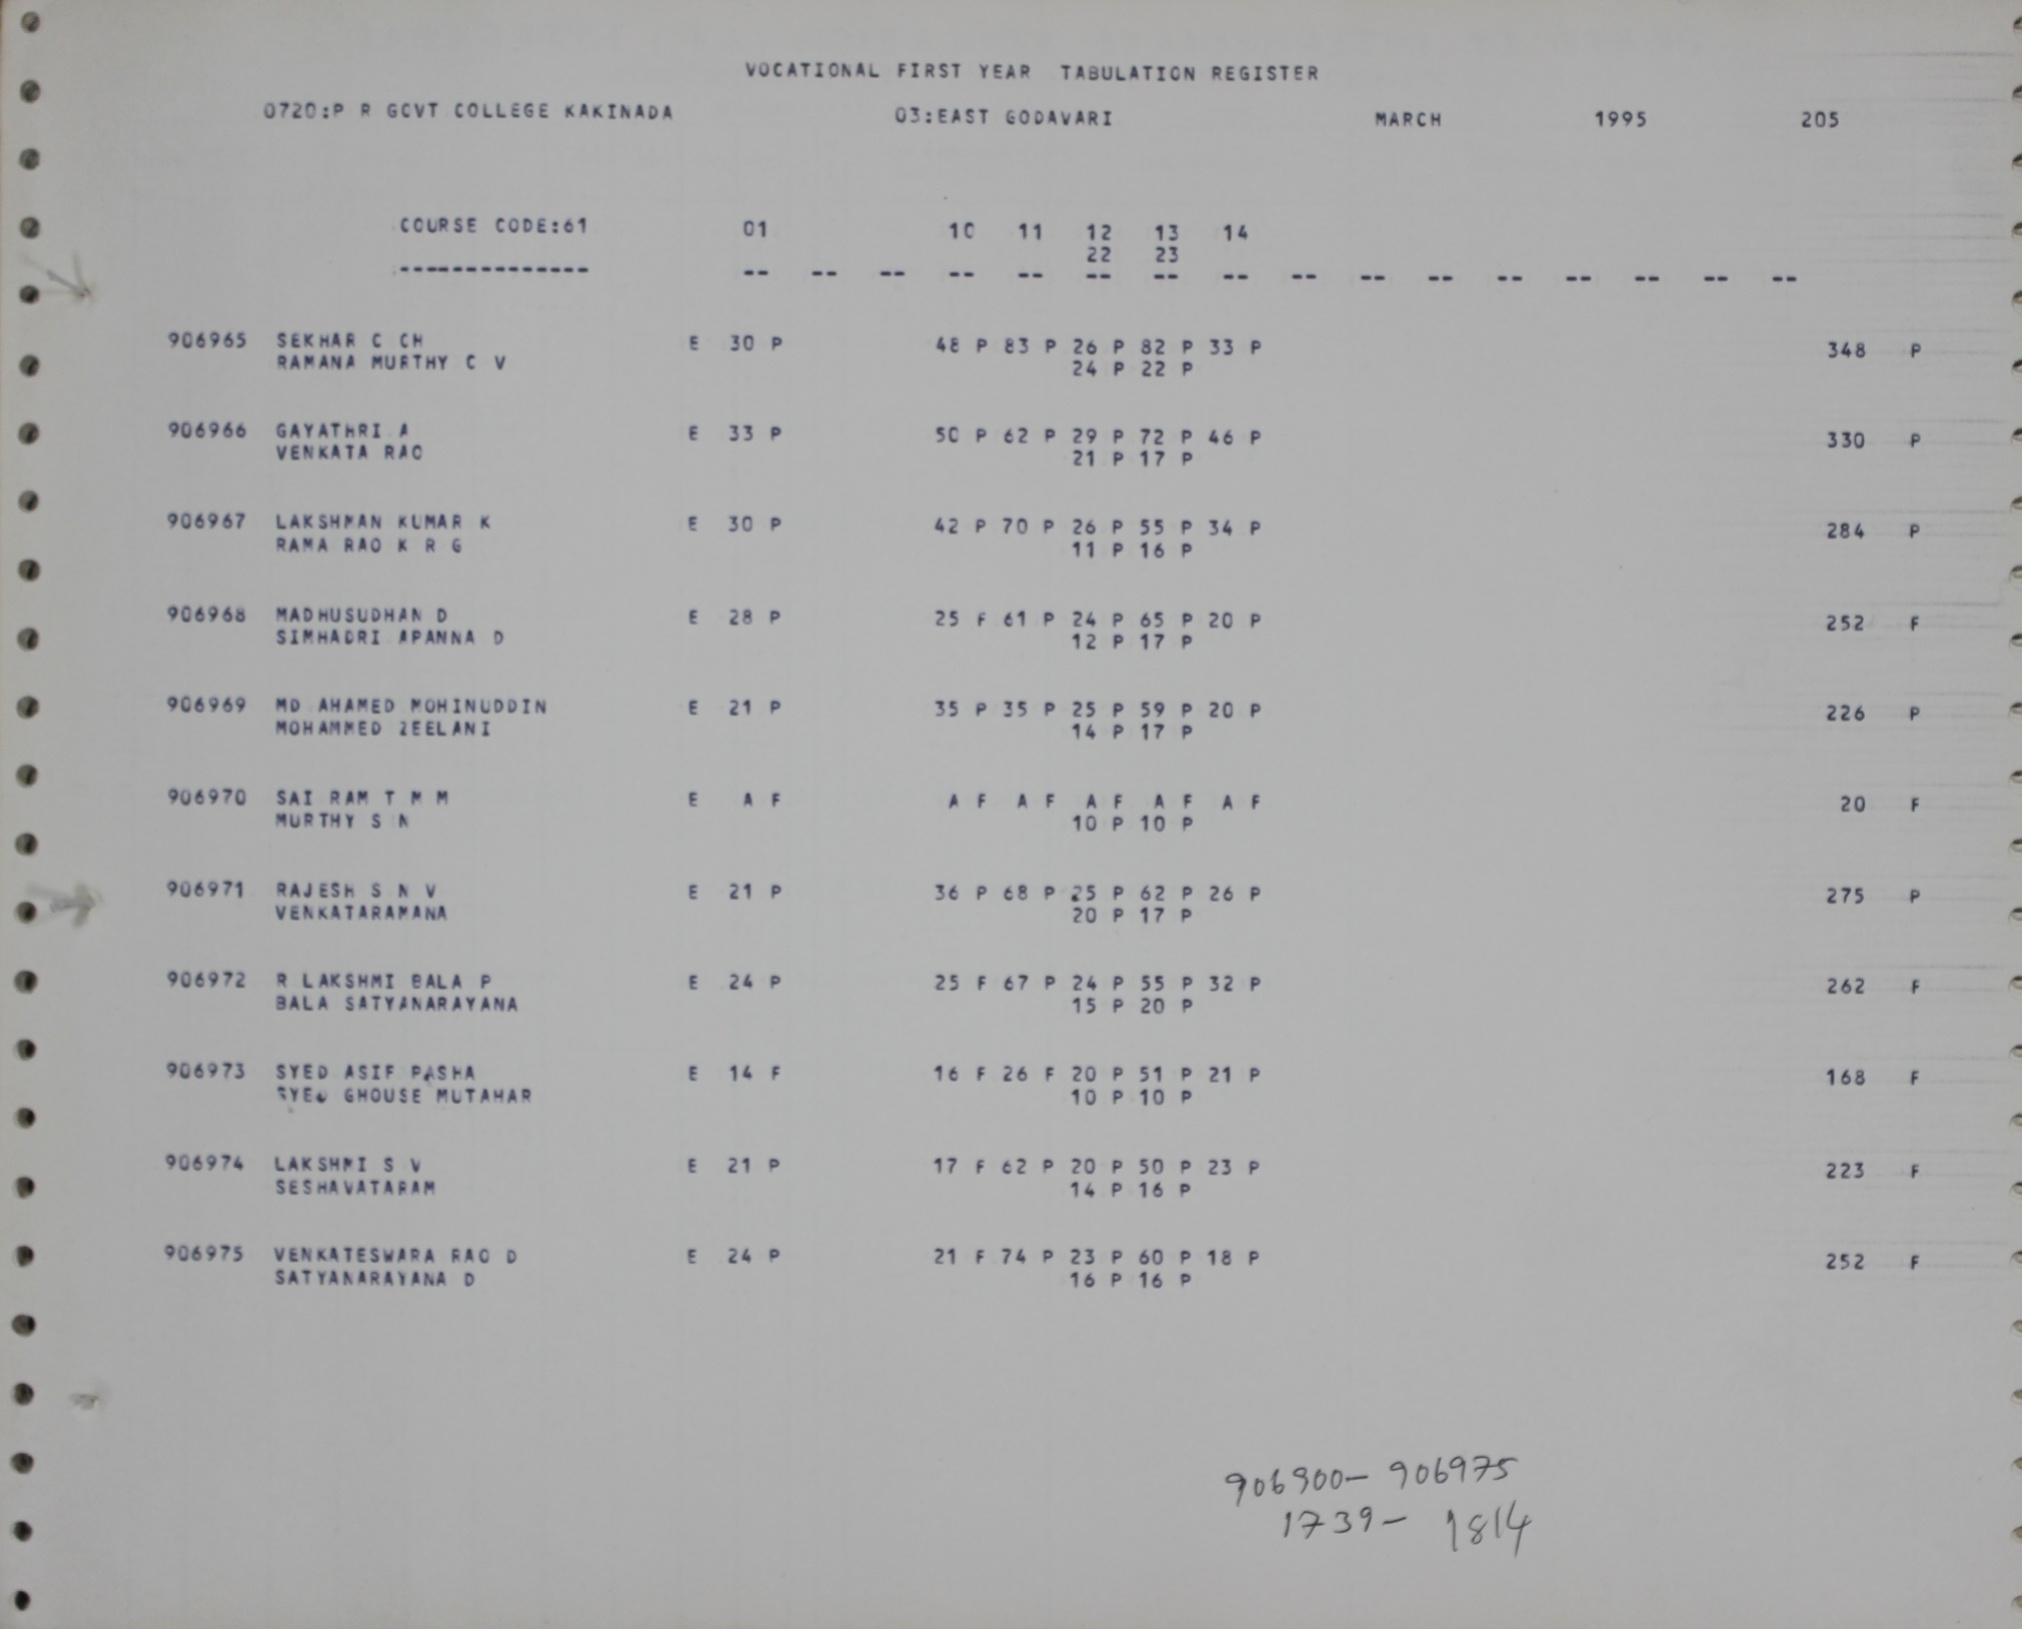 VOCATIONAL FIRST YEAR TABULATION REGISTER
0720:P R GOVT COLLEGE KAKINADA 03:EAST GODAVARI MARCH 1995 205
COURSE CODE:61 01 10 11 12 13 14
22 23
-------------- -- -- -- -- -- -- -- -- -- -- -- -- -- -- -- --
906965 SEKHAR C CH E 30 P 48 P 83 P 26 P 82 P 33 P 348 P
RAMANA MURTHY C V 24 P 22 P
906966 GAYATHRI A E 33 P 50 P 62 P 29 P 72 P 46 P 330 P
VENKATA RAO 21 P 17 P
906967 LAKSHMAN KUMAR K E 30 P 42 P 70 P 26 P 55 P 34 P 284 P
RAMA RAO K R G 11 P 16 P
906968 MADHUSUDHAN D E 28 P 25 F 61 P 24 P 65 P 20 P 252 F
SIMHADRI APANNA D 12 P 17 P
906969 MD AHAMED MOHINUDDIN E 21 P 35 P 35 P 25 P 59 P 20 P 226 P
MOHAMMED ZEELANI 14 P 17 P
906970 SAI RAM T M M E A F A F A F A F A F A F 20 F
MURTHY S N 10 P 10 P
906971 RAJESH S N V E 21 P 36 P 68 P 25 P 62 P 26 P 275 P
VENKATARAMANA 20 P 17 P
906972 R LAKSHMI BALA P E 24 P 25 F 67 P 24 P 55 P 32 P 262 F
BALA SATYANARAYANA 15 P 20 P
906973 SYED ASIF PASHA E 14 F 16 F 26 F 20 P 51 P 21 P 168 F
SYED GHOUSE MUTAHAR 10 P 10 P
906974 LAKSHMI S V E 21 P 17 F 62 P 20 P 50 P 23 P 223 F
SESHAVATARAM 14 P 16 P
906975 VENKATESWARA RAO D E 24 P 21 F 74 P 23 P 60 P 18 P 252 F
SATYANARAYANA D 16 P 16 P
906900- 906975
1739- 1814